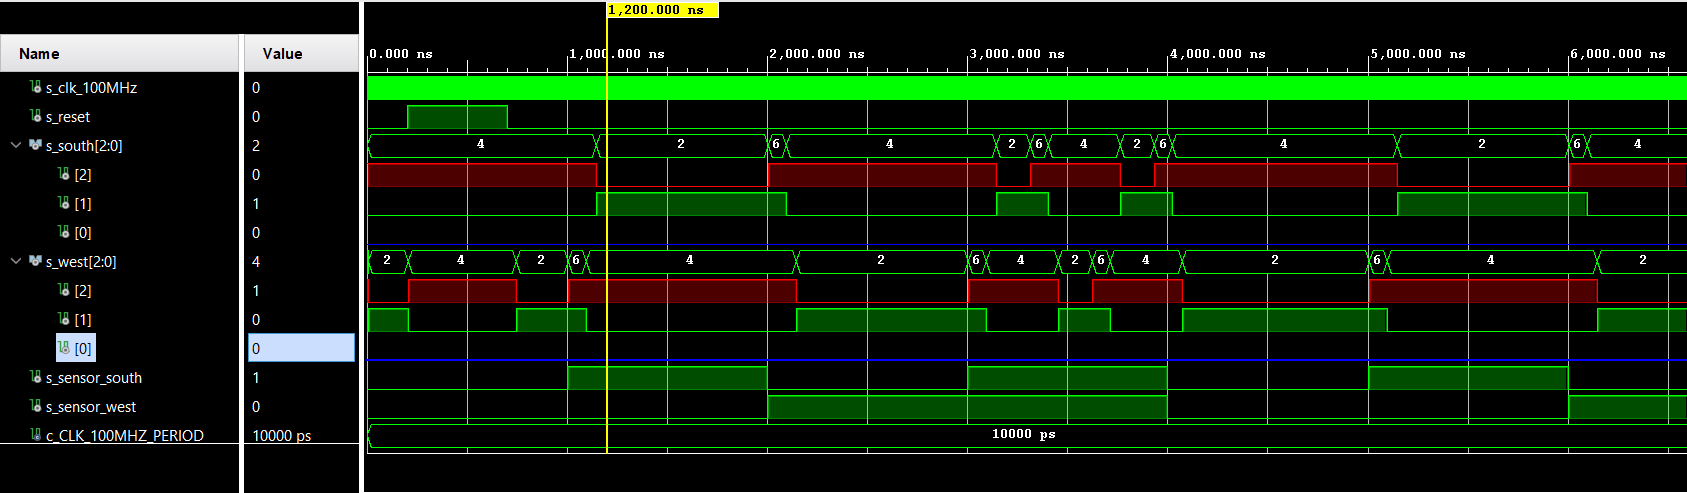 1,200.000 ns
Name Value
0.000 ns 1,000.000 ns 2,000.000 ns 3,000.000 ns 4,000.000 ns 5,000.000 ns 6,000.000 ns
s_clk_100MHz 0
s_reset 0
s_south[2:0] 2 4 2 6 4 2 6 4 2 6 4 2 6 4
[2] 0
[1] 1
[0] 0
s_west[2:0] 4 2 4 2 6 4 2 6 4 2 6 4 2 6 4 2
[2] 1
[1] 0
[0] 0
s_sensor_south 1
s_sensor_west 0
c_CLK_100MHZ_PERIOD 10000 ps 10000 ps